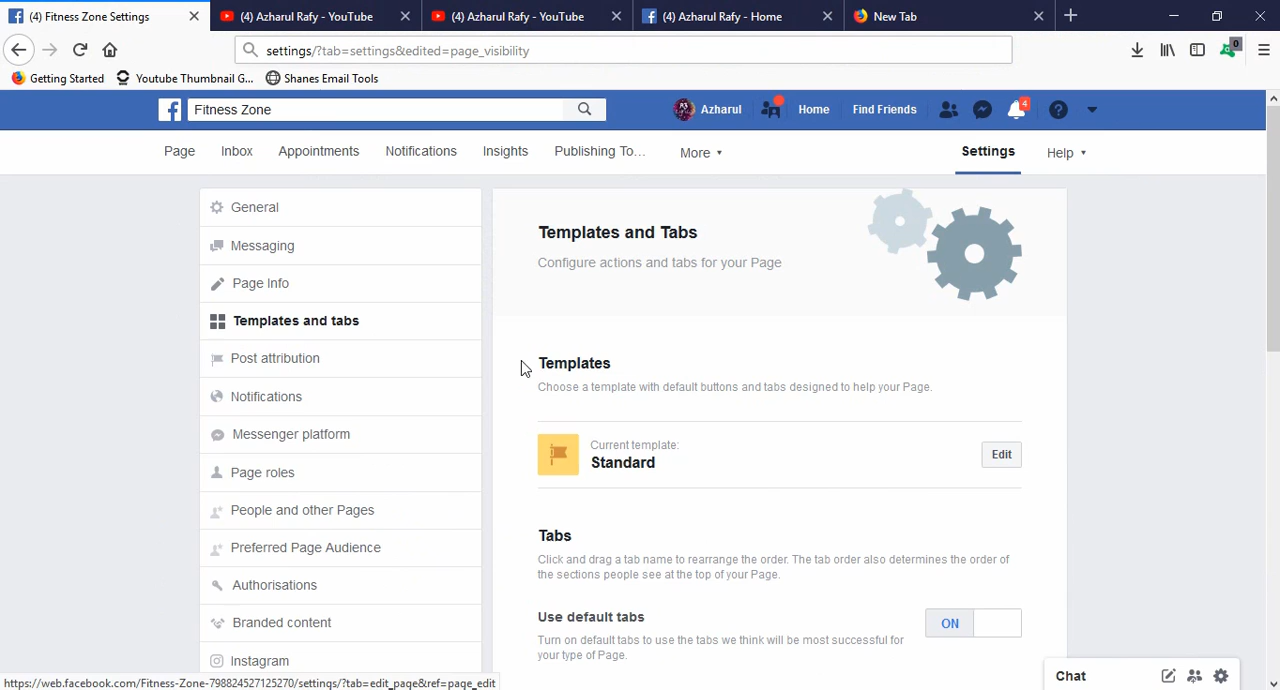 (4) Fitness Zone Settings
(4) Azharul Rafy - YouTube
(4) Azharul Rafy - YouTube
(4) Azharul Rafy - Home
New Tab
settings/?tab=settings&edited=page_visibility
0
Getting Started
Youtube Thumbnail G...
Shanes Email Tools
Fitness Zone
Azharul
Home
Find Friends
4
Page
Inbox
Appointments
Notifications
Insights
Publishing To...
More
Settings
Help
General
Messaging
Page Info
Templates and tabs
Post attribution
Notifications
Messenger platform
Page roles
People and other Pages
Preferred Page Audience
Authorisations
Branded content
Instagram
Templates and Tabs
Configure actions and tabs for your Page
Templates
Choose a template with default buttons and tabs designed to help your Page.
Current template:
Standard
Edit
Tabs
Click and drag a tab name to rearrange the order. The tab order also determines the order of
the sections people see at the top of your Page.
Use default tabs
ON
Turn on default tabs to use the tabs we think will be most successful for
your type of Page.
Chat
https://web.facebook.com/Fitness-Zone-798824527125270/settings/?tab=edit_page&ref=page_edit